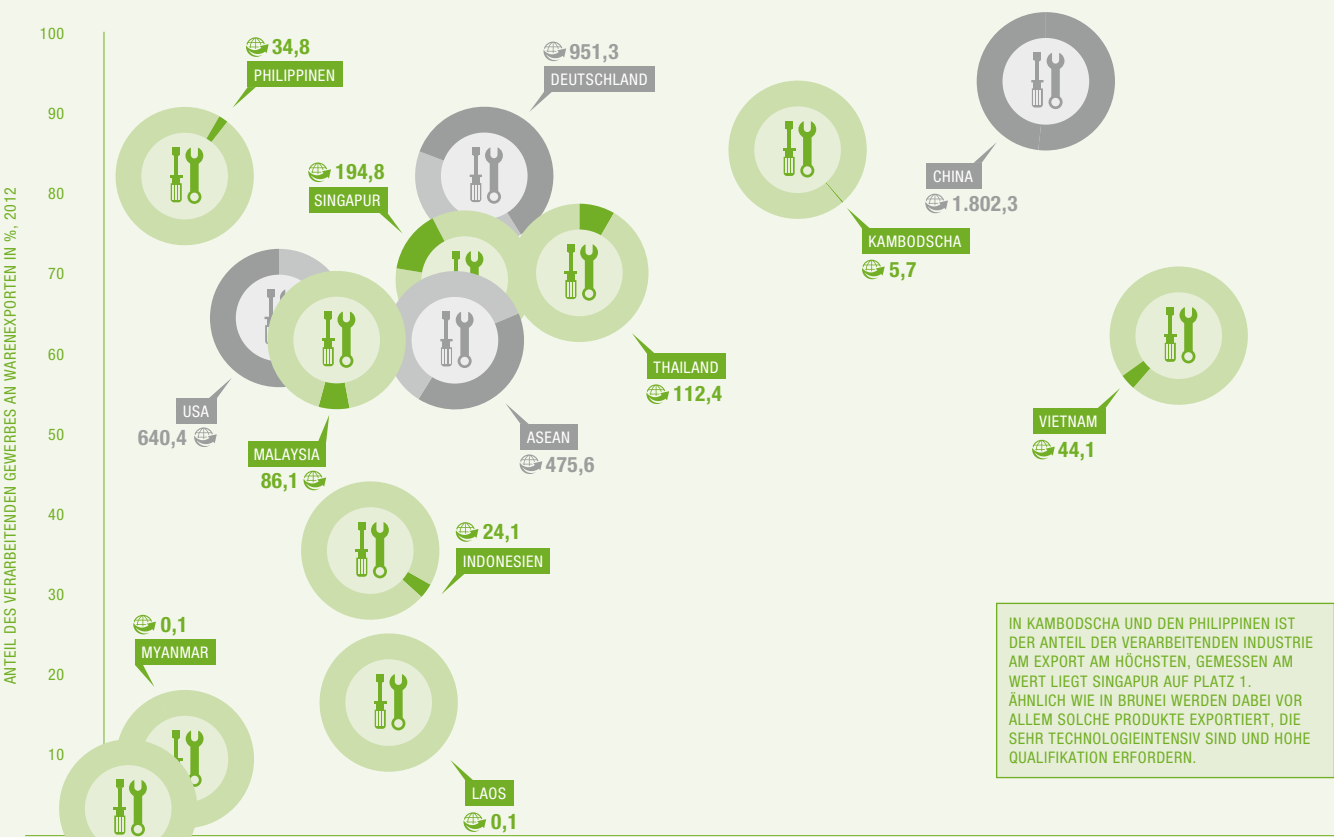 ANTEIL DES VERARBEITENDEN GEWERBES AN WARENEXPORTEN IN %, 2012
100
90
80
70
60
50
40
30
20
10
34,8
PHILIPPINEN
951,3
DEUTSCHLAND
194,8
SINGAPUR
CHINA
1.802,3
KAMBODSCHA
5,7
THAILAND
112,4
USA
640,4
MALAYSIA
86,1
ASEAN
475,6
VIETNAM
44,1
24,1
INDONESIEN
0,1
MYANMAR
LAOS
0,1
IN KAMBODSCHA UND DEN PHILIPPINEN IST
DER ANTEIL DER VERARBEITENDEN INDUSTRIE
AM EXPORT AM HÖCHSTEN, GEMESSEN AM
WERT LIEGT SINGAPUR AUF PLATZ 1.
ÄHNLICH WIE IN BRUNEI WERDEN DABEI VOR
ALLEM SOLCHE PRODUKTE EXPORTIERT, DIE
SEHR TECHNOLOGIEINTENSIV SIND UND HOHE
QUALIFIKATION ERFORDERN.